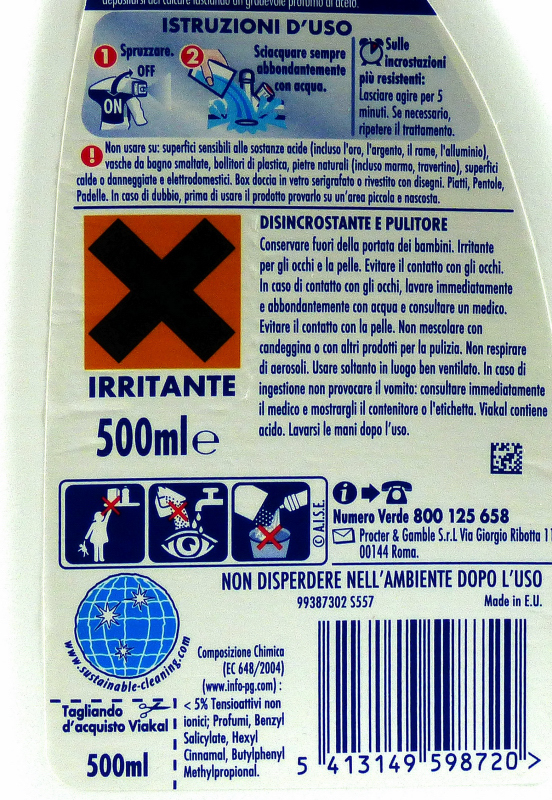 depositarsi del calcare lasciando un gradevole profumo di aceto.
ISTRUZIONI D'USO
1 Spruzzare.
OFF
ON
2 Sciacquare sempre
abbondantemente
con acqua.
Sulle
incrostazioni
più resistenti:
Lasciare agire per 5
minuti. Se necessario,
ripetere il trattamento.
! Non usare su: superfici sensibili alle sostanze acide (incluso l'oro, l'argento, il rame, l'alluminio),
vasche da bagno smaltate, bollitori di plastica, pietre naturali (incluso marmo, travertino), superfici
calde o danneggiate e elettrodomestici. Box doccia in vetro serigrafato o rivestito con disegni. Piatti, Pentole,
Padelle. In caso di dubbio, prima di usare il prodotto provarlo su un'area piccola e nascosta.
DISINCROSTANTE E PULITORE
Conservare fuori della portata dei bambini. Irritante
per gli occhi e la pelle. Evitare il contatto con gli occhi.
In caso di contatto con gli occhi, lavare immediatamente
e abbondantemente con acqua e consultare un medico.
Evitare il contatto con la pelle. Non mescolare con
candeggina o con altri prodotti per la pulizia. Non respirare
di aerosoli. Usare soltanto in luogo ben ventilato. In caso di
ingestione non provocare il vomito: consultare immediatamente
il medico e mostrargli il contenitore o l'etichetta. Viakal contiene
acido. Lavarsi le mani dopo l'uso.
IRRITANTE
500ml e
© A.I.S.E.
Numero Verde 800 125 658
Procter & Gamble S.r.L Via Giorgio Ribotta 11
00144 Roma.
NON DISPERDERE NELL'AMBIENTE DOPO L'USO
99387302 S557
Made in E.U.
www.sustainable-cleaning.com
Composizione Chimica
(EC 648/2004)
(www.info-pg.com) :
< 5% Tensioattivi non
ionici; Profumi, Benzyl
Salicylate, Hexyl
Cinnamal, Butylphenyl
Methylpropional.
Tagliando
d'acquisto Viakal
500ml
5 413149 598720 >